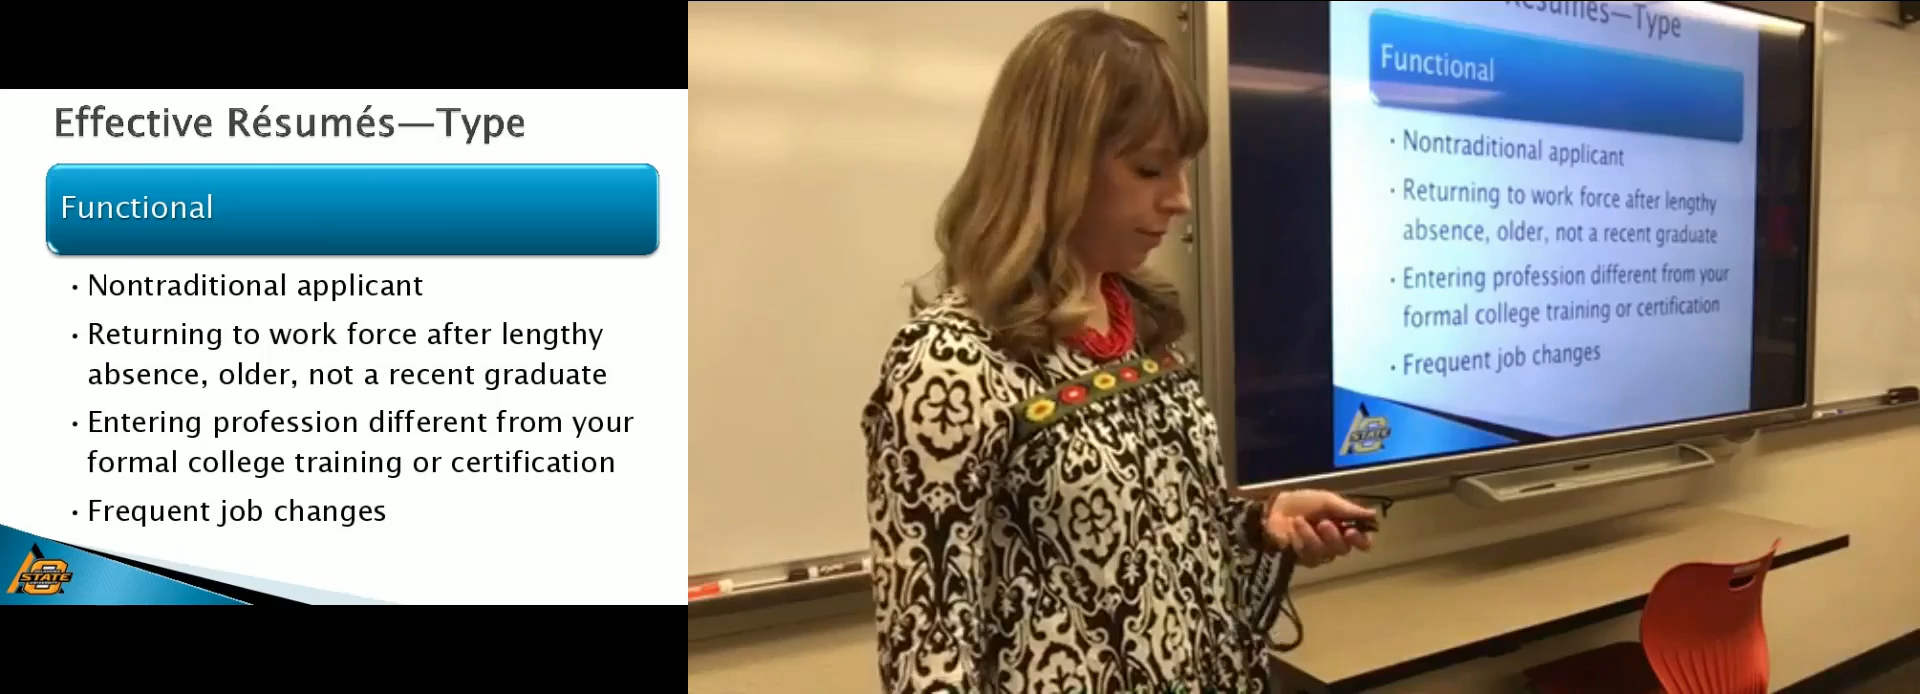 Effective Résumés—Type
Functional
• Nontraditional applicant
• Returning to work force after lengthy
absence, older, not a recent graduate
• Entering profession different from your
formal college training or certification
• Frequent job changes
STATE
Résumés—Type
Functional
• Nontraditional applicant
• Returning to work force after lengthy
absence, older, not a recent graduate
• Entering profession different from your
formal college training or certification
• Frequent job changes
STATE